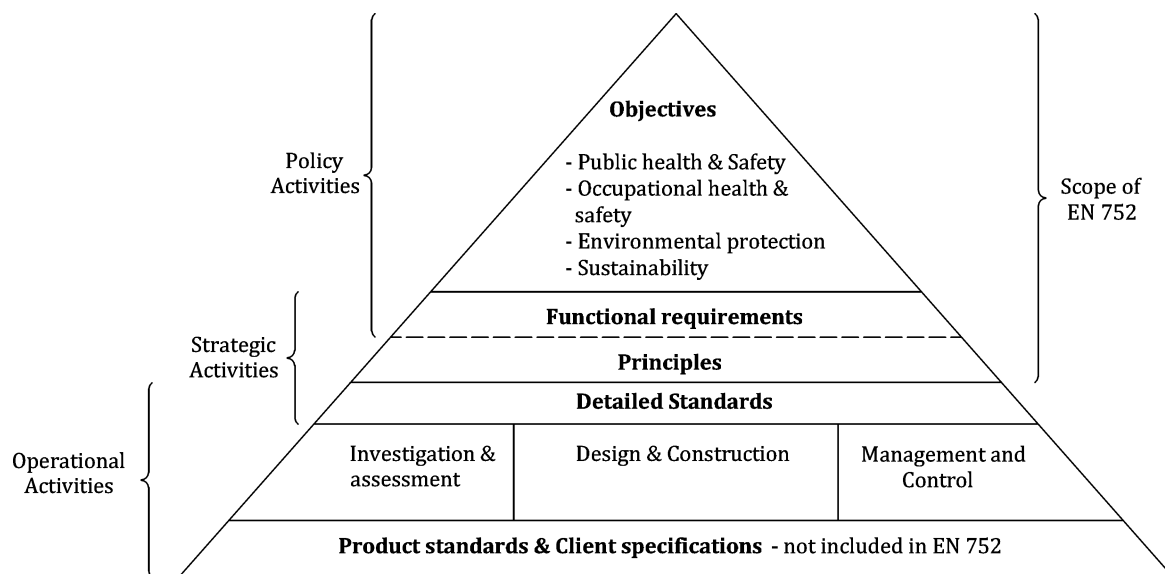 Objectives
- Public health & Safety
- Occupational health &
safety
- Environmental protection
- Sustainability
Policy
Activities
Scope of
EN 752
Functional requirements
Strategic
Activities
Principles
Detailed Standards
Operational
Activities
Investigation &
assessment
Design & Construction
Management and
Control
Product standards & Client specifications - not included in EN 752